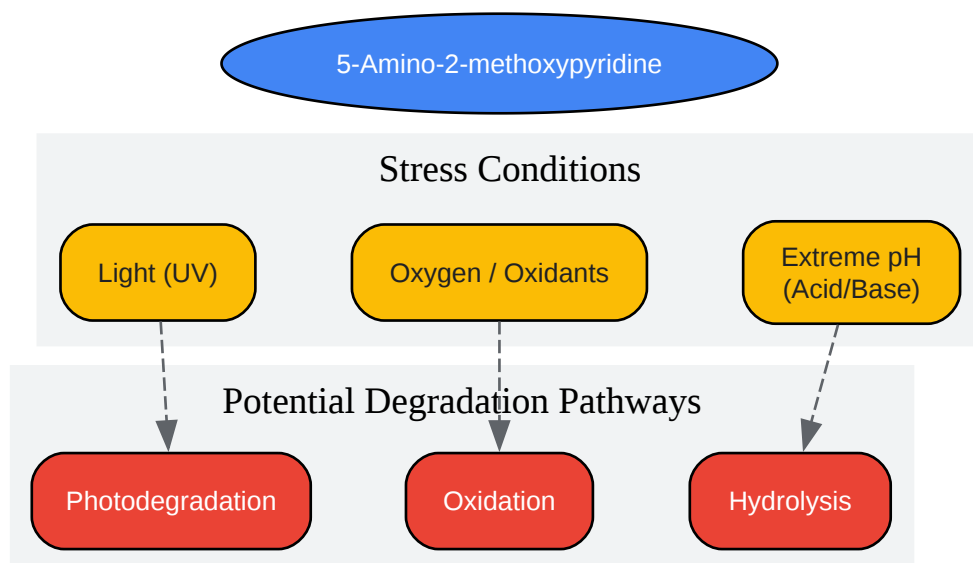 5-Amino-2-methoxypyridine
Stress Conditions
Light (UV)
Oxygen / Oxidants
Extreme pH
(Acid/Base)
Potential Degradation Pathways
Photodegradation
Oxidation
Hydrolysis